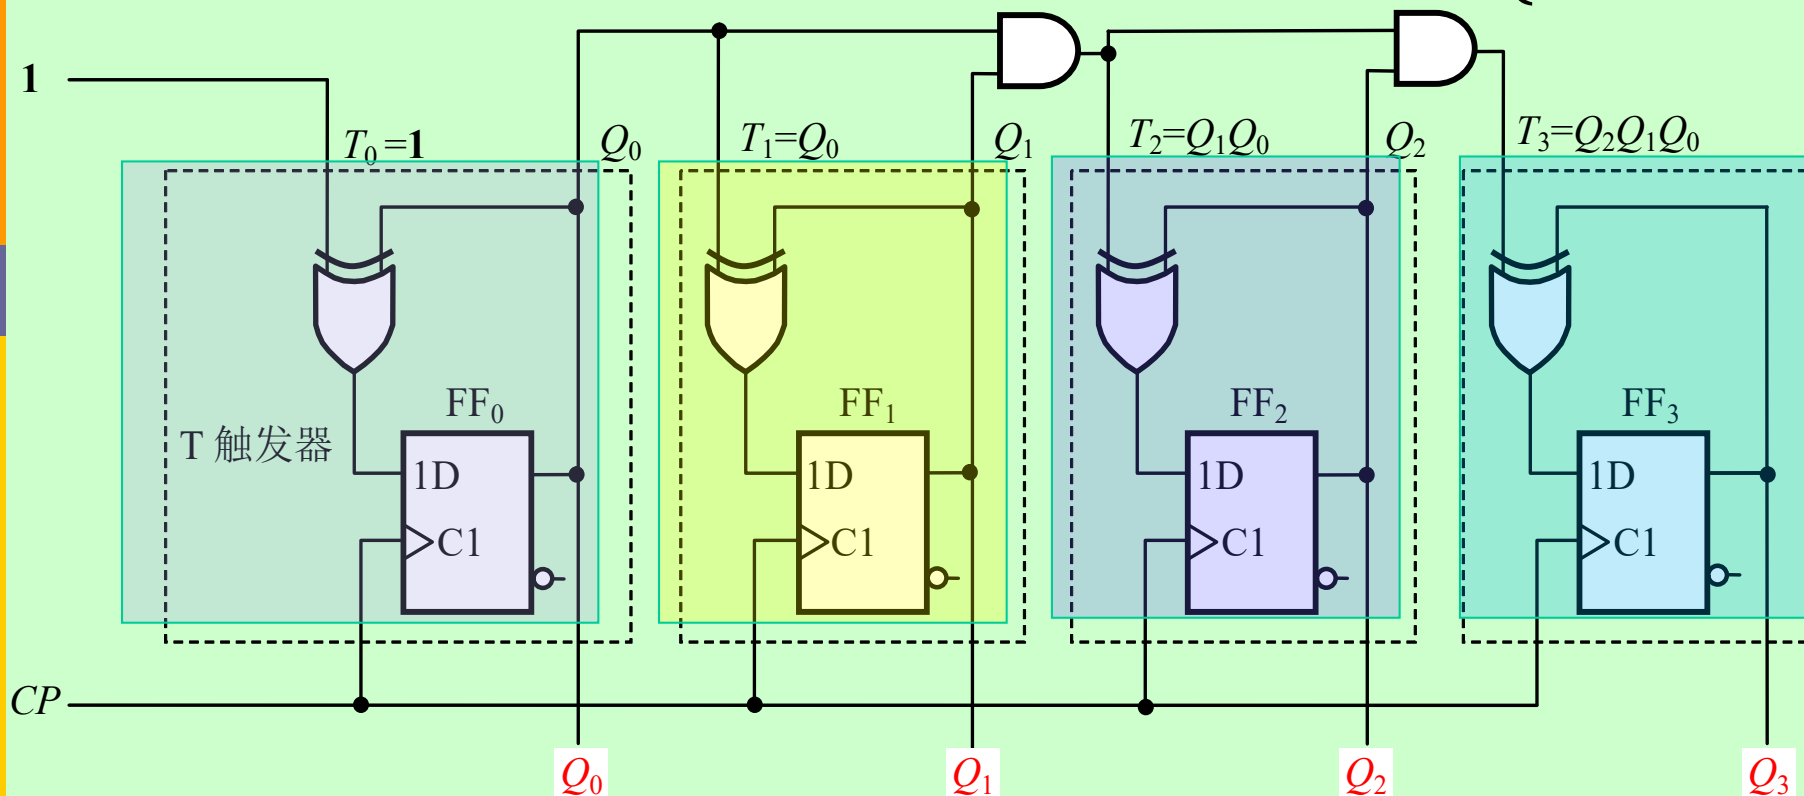 1
T₀=1
Q₀
T₁=Q₀
Q₁
T₂=Q₁Q₀
Q₂
T₃=Q₂Q₁Q₀
T 触发器
FF₀
1D
C1
FF₁
1D
C1
FF₂
1D
C1
FF₃
1D
C1
CP
Q₀
Q₁
Q₂
Q₃